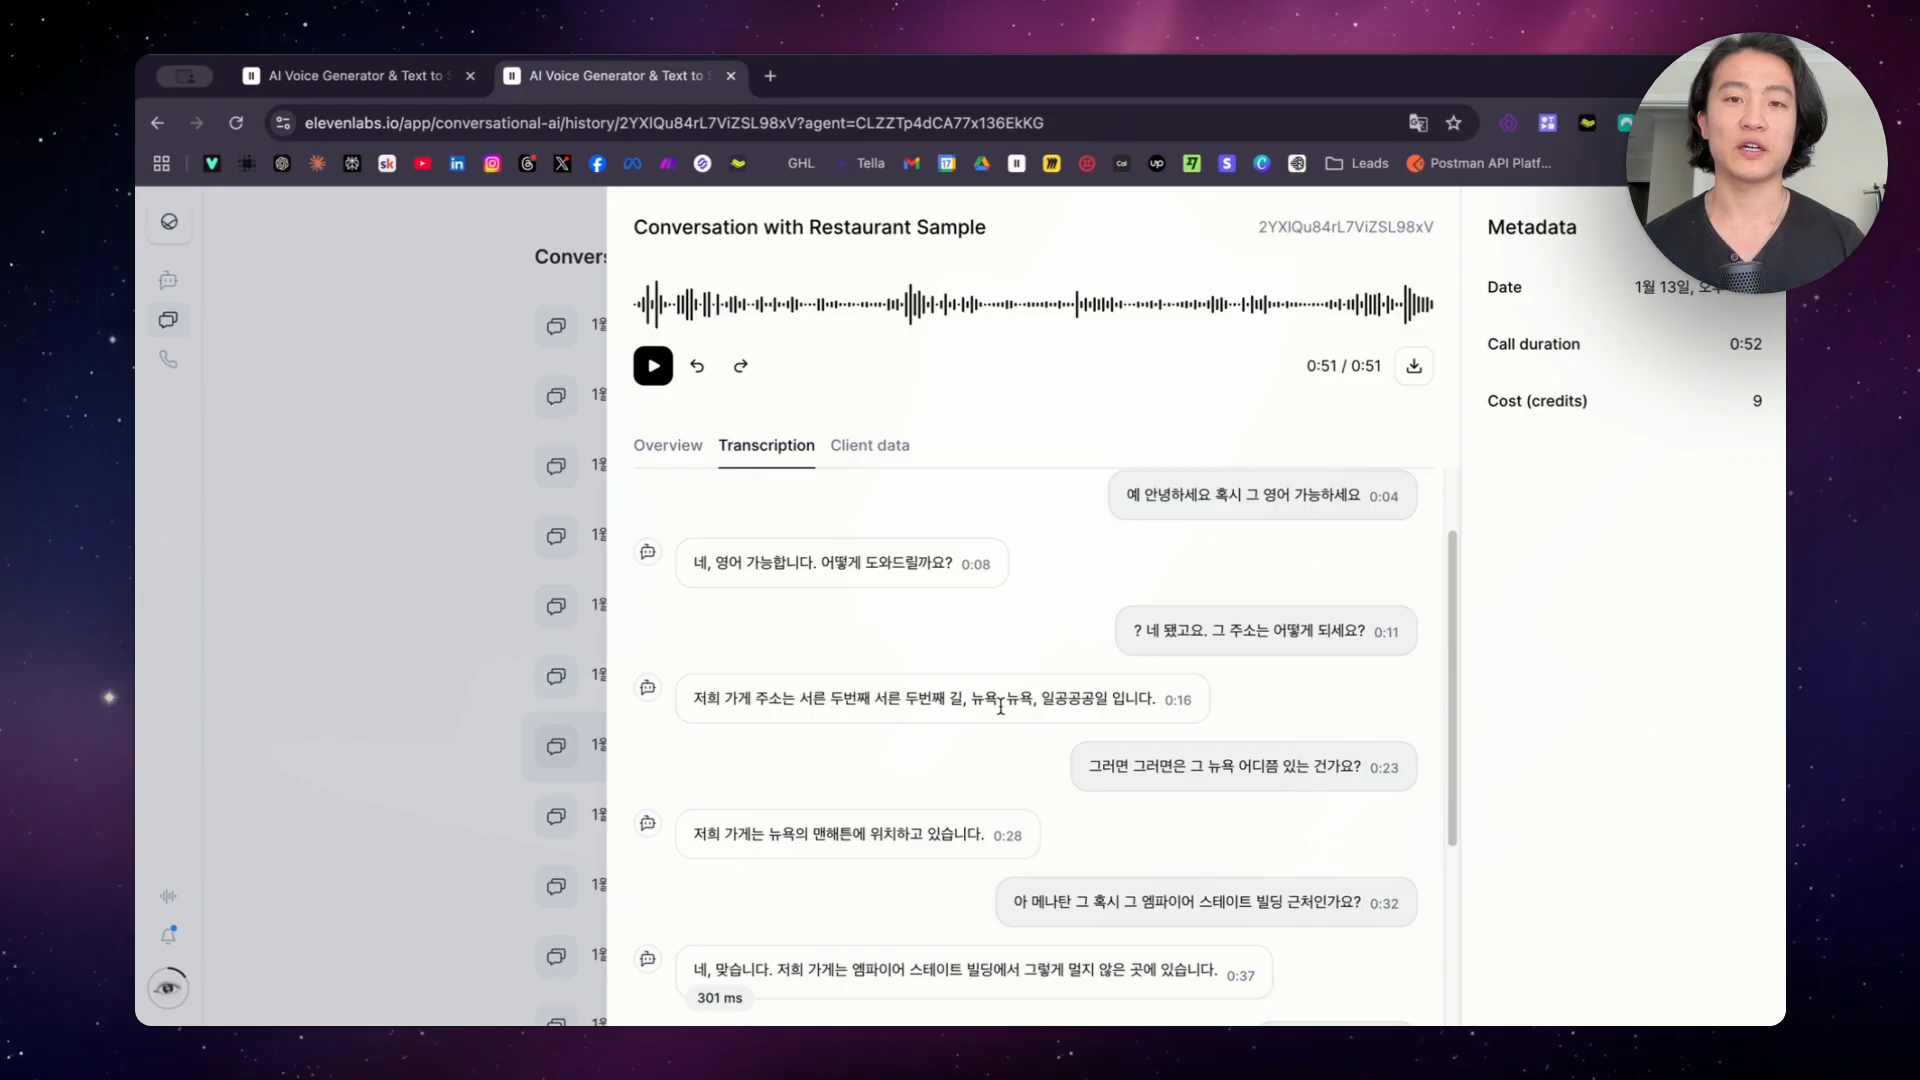 AI Voice Generator & Text to
AI Voice Generator & Text to
elevenlabs.io/app/conversational-ai/history/2YXlQu84rL7ViZSL98xV?agent=CLZZTp4dCA77x136EkKG
GHL
Tella
Leads
Postman API Platf...
Convers
Conversation with Restaurant Sample
2YXlQu84rL7ViZSL98xV
0:51 / 0:51
Overview
Transcription
Client data
예 안녕하세요 혹시 그 영어 가능하세요 0:04
네, 영어 가능합니다. 어떻게 도와드릴까요? 0:08
? 네 됐고요. 그 주소는 어떻게 되세요? 0:11
저희 가게 주소는 서른 두번째 서른 두번째 길, 뉴욕, 뉴욕, 일공공공일 입니다. 0:16
그러면 그러면은 그 뉴욕 어디쯤 있는 건가요? 0:23
저희 가게는 뉴욕의 맨해튼에 위치하고 있습니다. 0:28
아 메나탄 그 혹시 그 엠파이어 스테이트 빌딩 근처인가요? 0:32
네, 맞습니다. 저희 가게는 엠파이어 스테이트 빌딩에서 그렇게 멀지 않은 곳에 있습니다. 0:37
301 ms
Metadata
Date
1월 13일,
Call duration
0:52
Cost (credits)
9